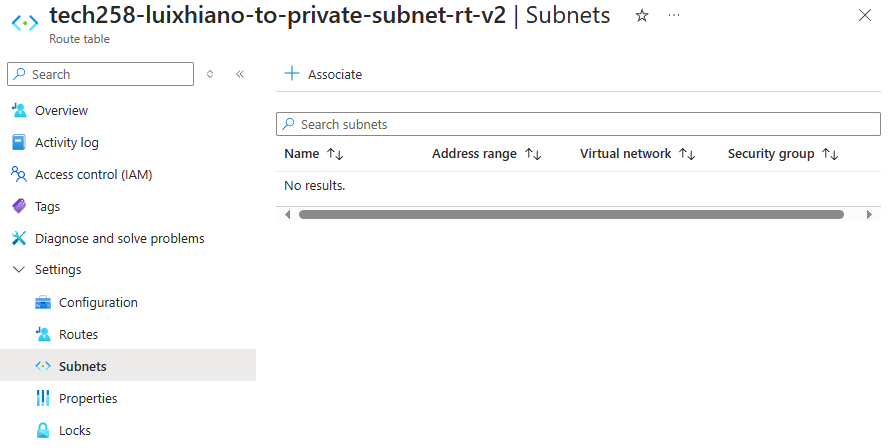 tech258-luixhiano-to-private-subnet-rt-v2 | Subnets
Route table
Search
Overview
Activity log
Access control (IAM)
Tags
Diagnose and solve problems
Settings
Configuration
Routes
Subnets
Properties
Locks
Associate
Search subnets
Name Address range Virtual network Security group
No results.